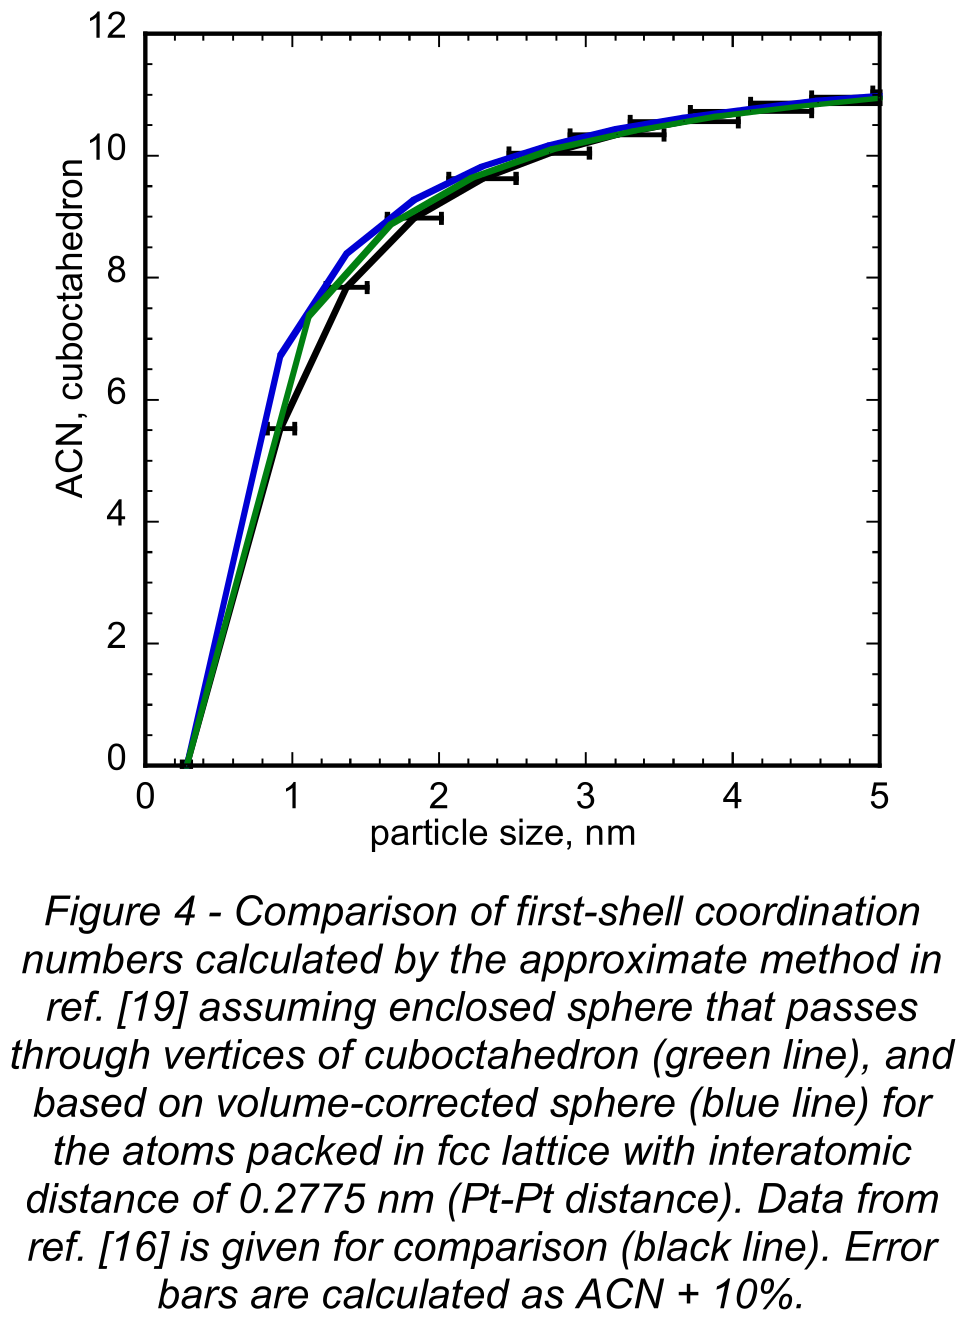 12
10
8
6
4
2
0
ACN, cuboctahedron
0 1 2 3 4 5
particle size, nm
Figure 4 - Comparison of first-shell coordination
numbers calculated by the approximate method in
ref. [19] assuming enclosed sphere that passes
through vertices of cuboctahedron (green line), and
based on volume-corrected sphere (blue line) for
the atoms packed in fcc lattice with interatomic
distance of 0.2775 nm (Pt-Pt distance). Data from
ref. [16] is given for comparison (black line). Error
bars are calculated as ACN + 10%.